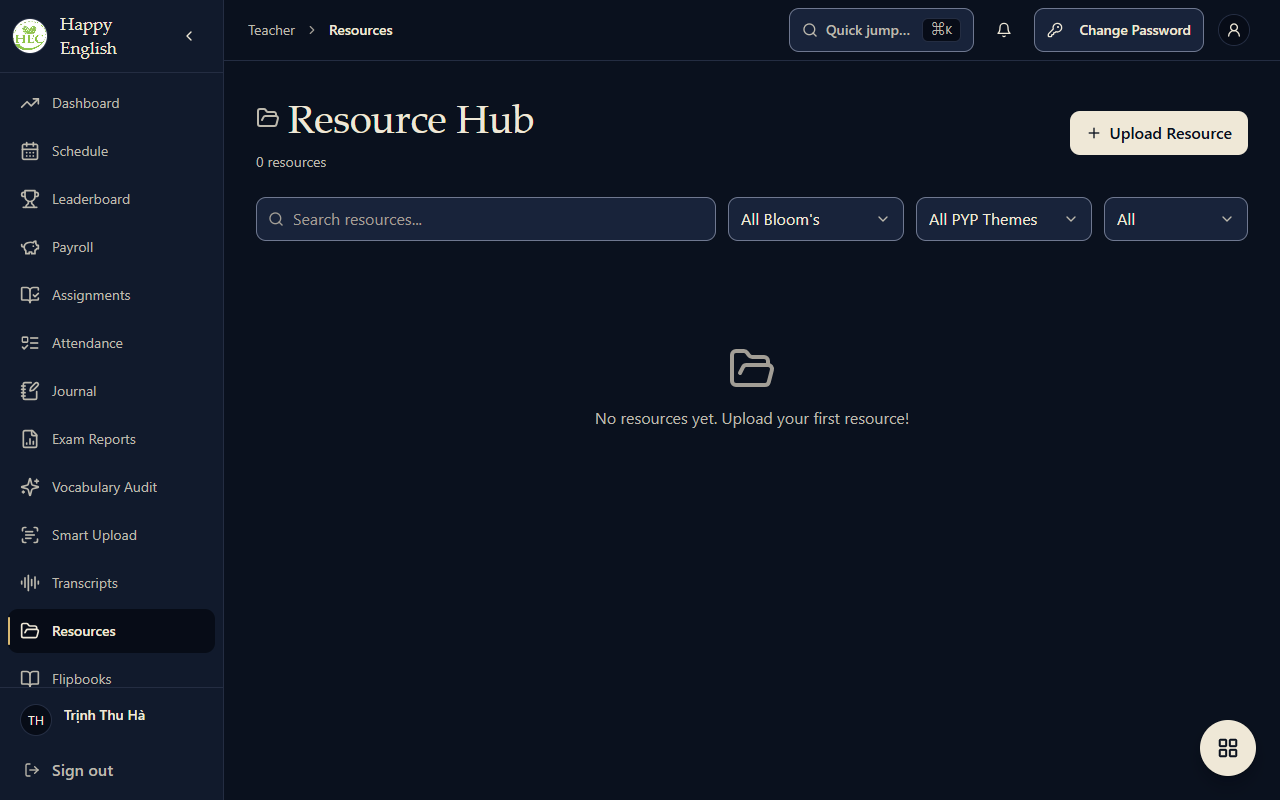 HEC
Happy
English
Dashboard
Schedule
Leaderboard
Payroll
Assignments
Attendance
Journal
Exam Reports
Vocabulary Audit
Smart Upload
Transcripts
Resources
Flipbooks
TH
Trịnh Thu Hà
Sign out
Teacher
Resources
Quick jump...
⌘K
Change Password
Resource Hub
0 resources
Upload Resource
Search resources...
All Bloom's
All PYP Themes
All
No resources yet. Upload your first resource!